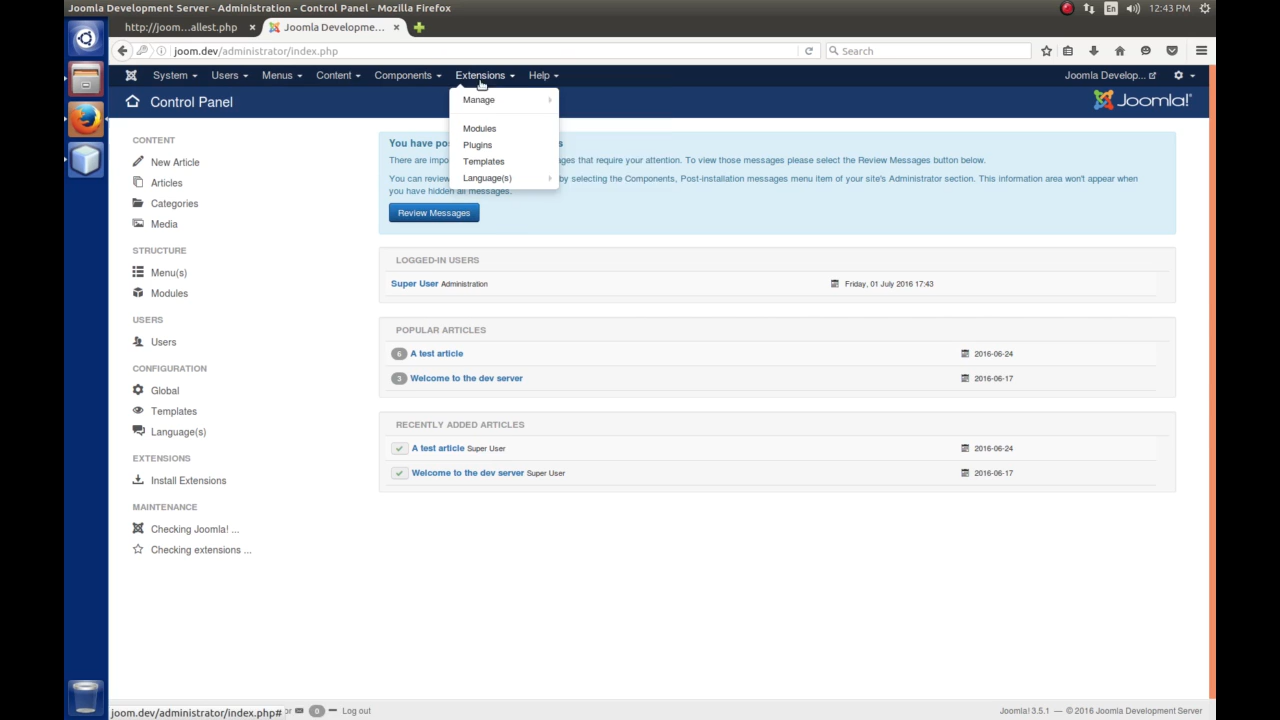 Joomla Development Server - Administration - Control Panel - Mozilla Firefox
En
12:43 PM
http://joom...allest.php
Joomla Developme...
joom.dev/administrator/index.php
Search
System
Users
Menus
Content
Components
Extensions
Help
Joomla Develop...
Control Panel
Joomla!
Manage
Modules
Plugins
Templates
Language(s)
CONTENT
New Article
Articles
Categories
Media
STRUCTURE
Menu(s)
Modules
USERS
Users
CONFIGURATION
Global
Templates
Language(s)
EXTENSIONS
Install Extensions
MAINTENANCE
Checking Joomla! ...
Checking extensions ...
You have
There are
that require your attention. To view those messages please select the Review Messages button below.
You can
by selecting the Components, Post-installation messages menu item of your site's Administrator section. This information area won't appear when
you have hidden all messages.
Review Messages
LOGGED-IN USERS
Super User Administration
Friday, 01 July 2016 17:43
POPULAR ARTICLES
6 A test article
2016-06-24
3 Welcome to the dev server
2016-06-17
RECENTLY ADDED ARTICLES
A test article Super User
2016-06-24
Welcome to the dev server Super User
2016-06-17
joom.dev/administrator/index.php#
0
Log out
Joomla! 3.5.1 — © 2016 Joomla Development Server